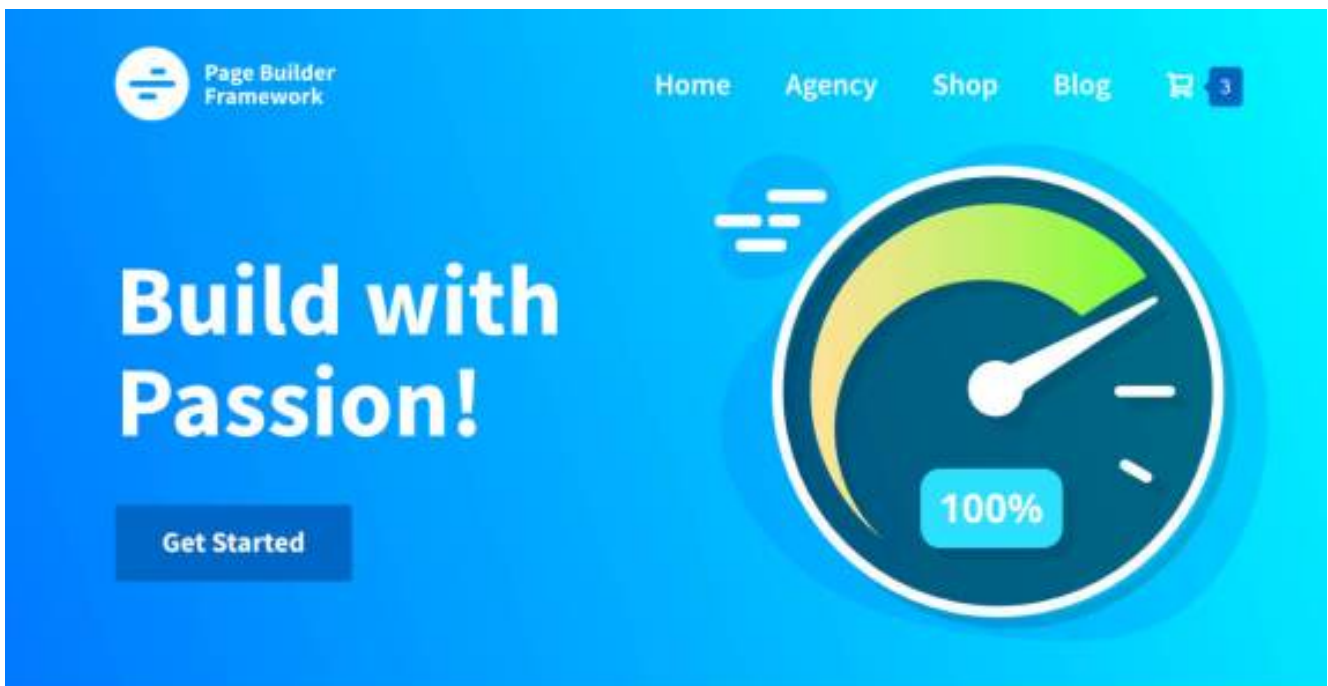 Page Builder
Framework
Home Agency Shop Blog 3
Build with
Passion!
Get Started
100%